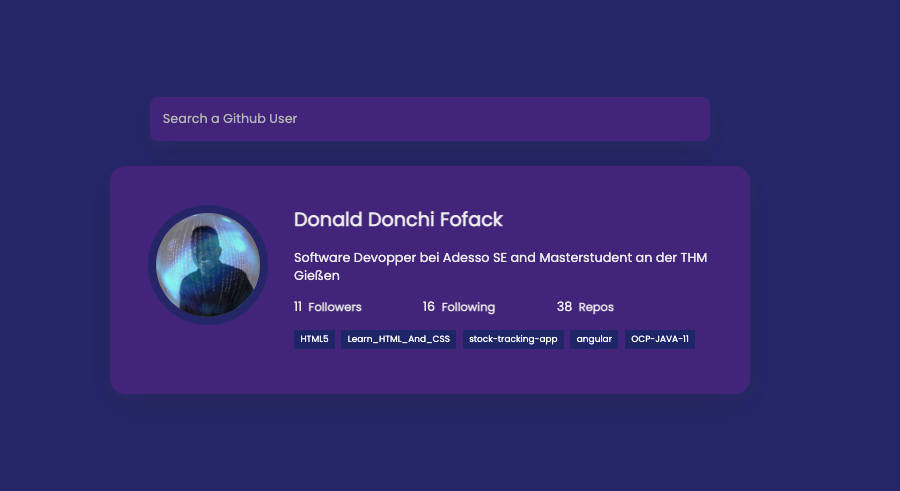 Search a Github User
Donald Donchi Fofack
Software Devopper bei Adesso SE and Masterstudent an der THM
Gießen
11 Followers 16 Following 38 Repos
HTML5 Learn_HTML_And_CSS stock-tracking-app angular OCP-JAVA-11